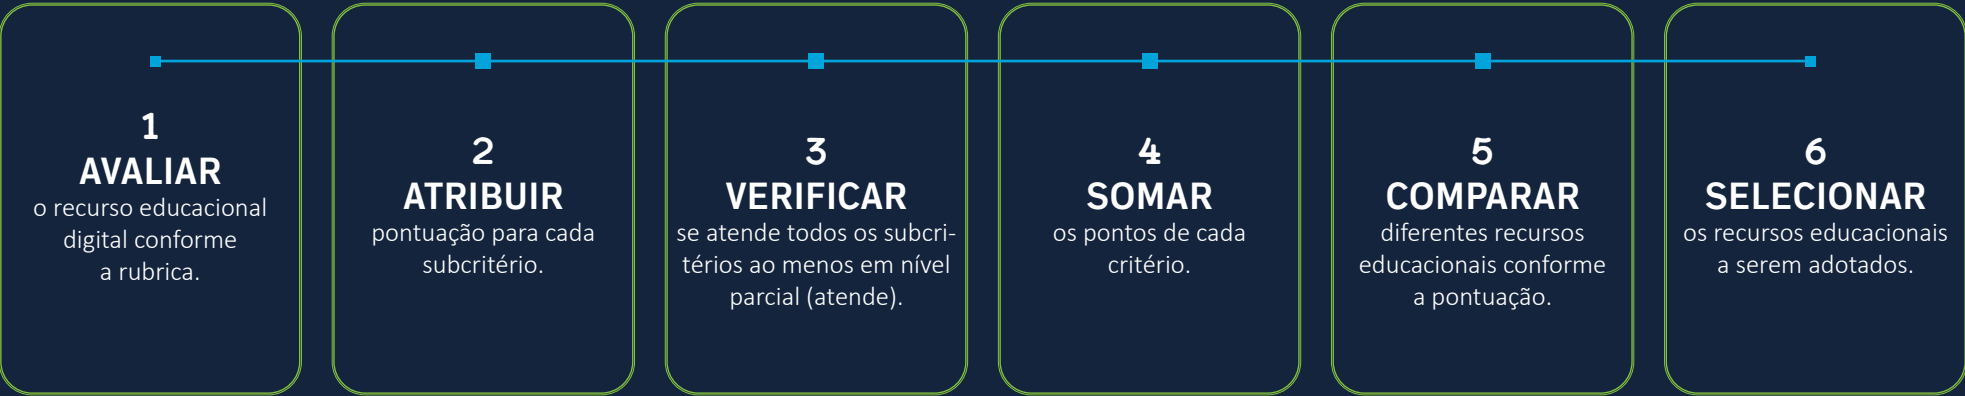 1
AVALIAR
o recurso educacional
digital conforme
a rubrica.
2
ATRIBUIR
pontuação para cada
subcritério.
3
VERIFICAR
se atende todos os subcri-
térios ao menos em nível
parcial (atende).
4
SOMAR
os pontos de cada
critério.
5
COMPARAR
diferentes recursos
educacionais conforme
a pontuação.
6
SELECIONAR
os recursos educacionais
a serem adotados.